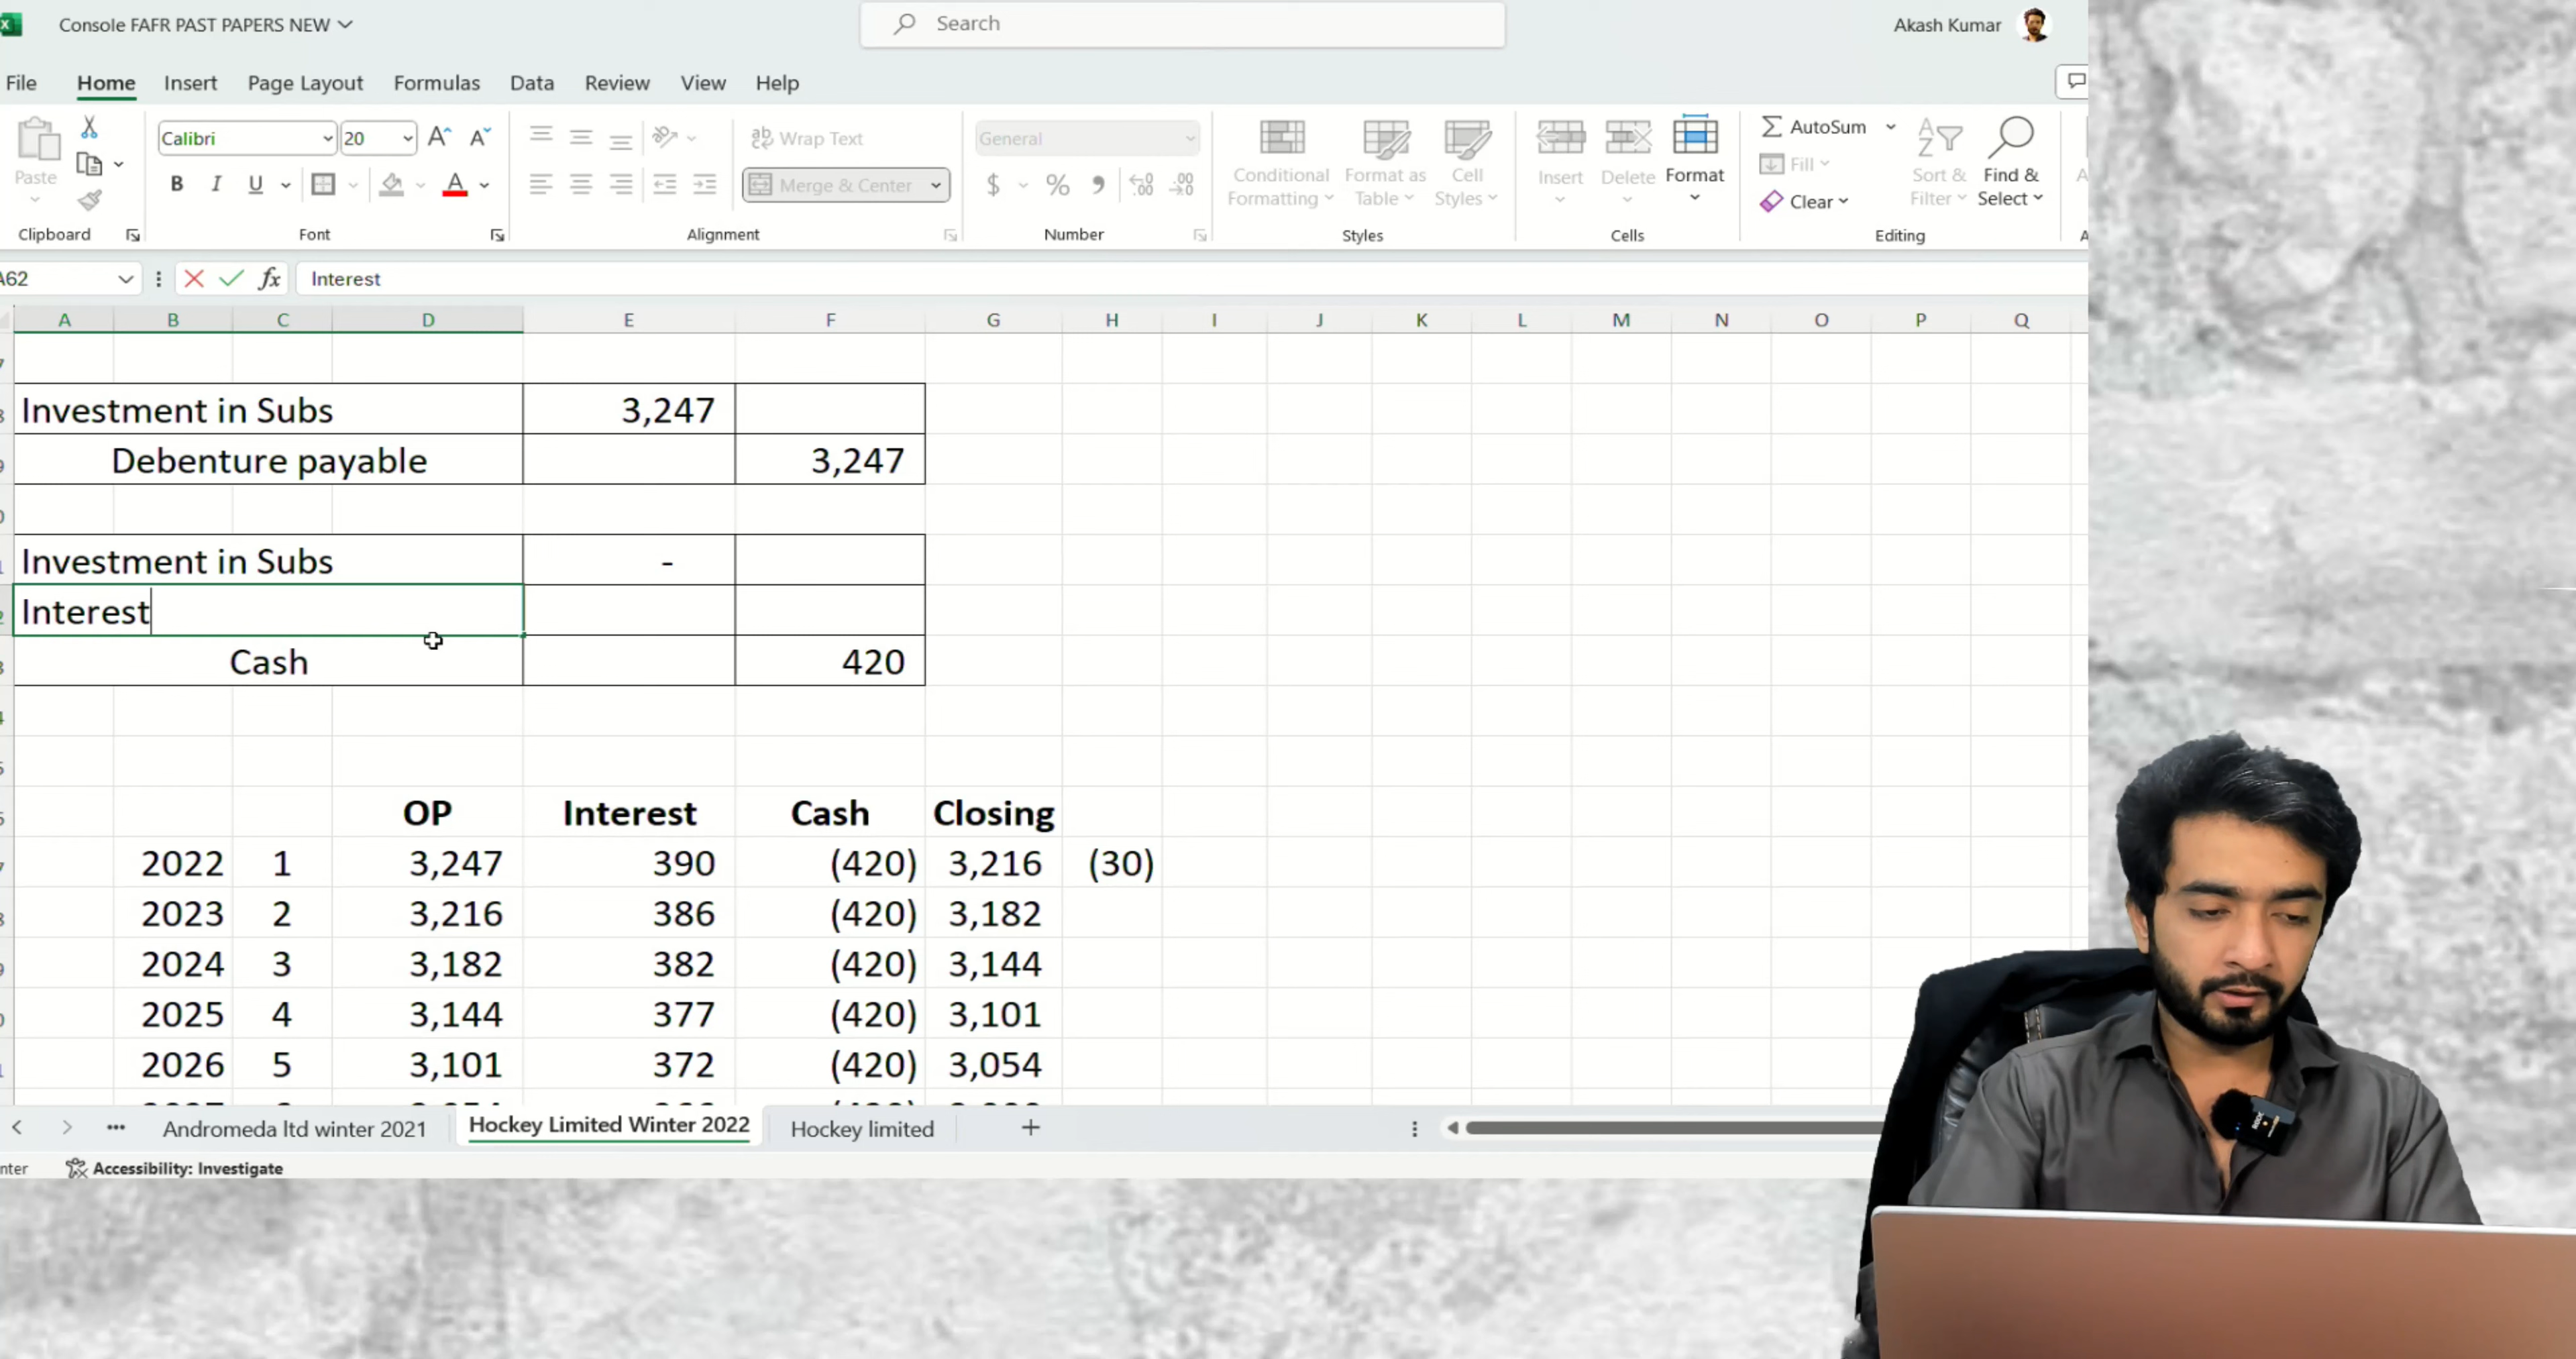 Console FAFR PAST PAPERS NEW
Search
Akash Kumar
File Home Insert Page Layout Formulas Data Review View Help
Paste
Clipboard
Calibri 20
B I U A
Font
Wrap Text
Merge & Center
Alignment
General
$ % 9
Number
Conditional Formatting
Format as Table
Cell Styles
Styles
Insert Delete Format
Cells
AutoSum
Fill
Clear
Sort & Filter
Find & Select
Editing
A62 fx Interest
A B C D E F G H I J K L M N O P Q
Investment in Subs 3,247
Debenture payable 3,247
Investment in Subs -
Interest
Cash 420
OP Interest Cash Closing
2022 1 3,247 390 (420) 3,216 (30)
2023 2 3,216 386 (420) 3,182
2024 3 3,182 382 (420) 3,144
2025 4 3,144 377 (420) 3,101
2026 5 3,101 372 (420) 3,054
Andromeda ltd winter 2021 Hockey Limited Winter 2022 Hockey limited
Accessibility: Investigate